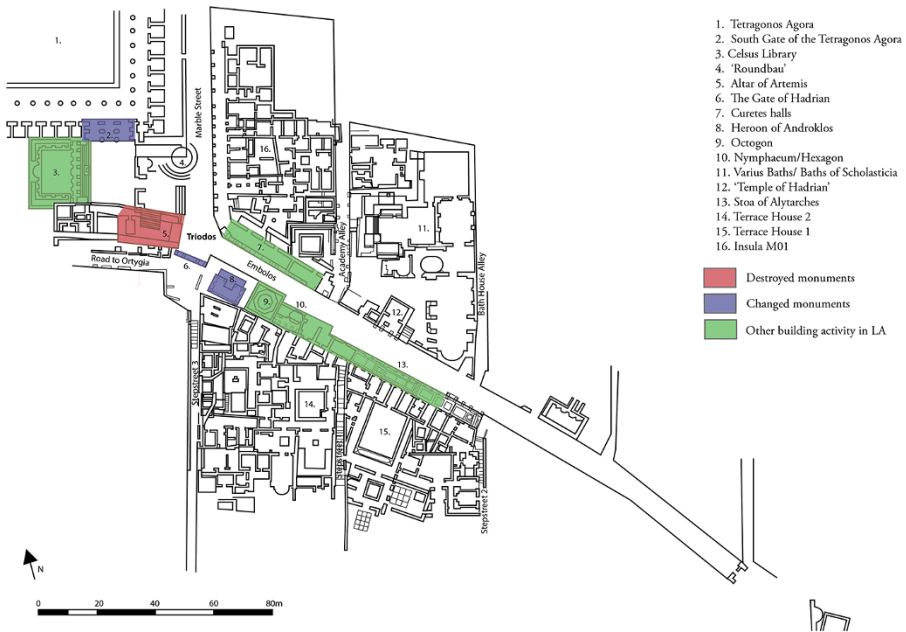 1. Tetragonos Agora
2. South Gate of the Tetragonos Agora
3. Celsus Library
4. 'Roundbau'
5. Altar of Artemis
6. The Gate of Hadrian
7. Curetes halls
8. Heroon of Androklos
9. Octogon
10. Nymphaeum/Hexagon
11. Varius Baths/ Baths of Scholasticia
12. 'Temple of Hadrian'
13. Stoa of Alytarches
14. Terrace House 2
15. Terrace House 1
16. Insula M01
Destroyed monuments
Changed monuments
Other building activity in LA
1.
2.
3.
4.
Marble Street
16.
11.
5.
Triodos
7.
Academy Alley
Road to Ortygia
6.
Embolos
8.
9.
10.
12.
Bath House Alley
13.
Stepstreet 3
14.
Stepstreet
15.
Stepstreet 2
N
0 20 40 60 80m